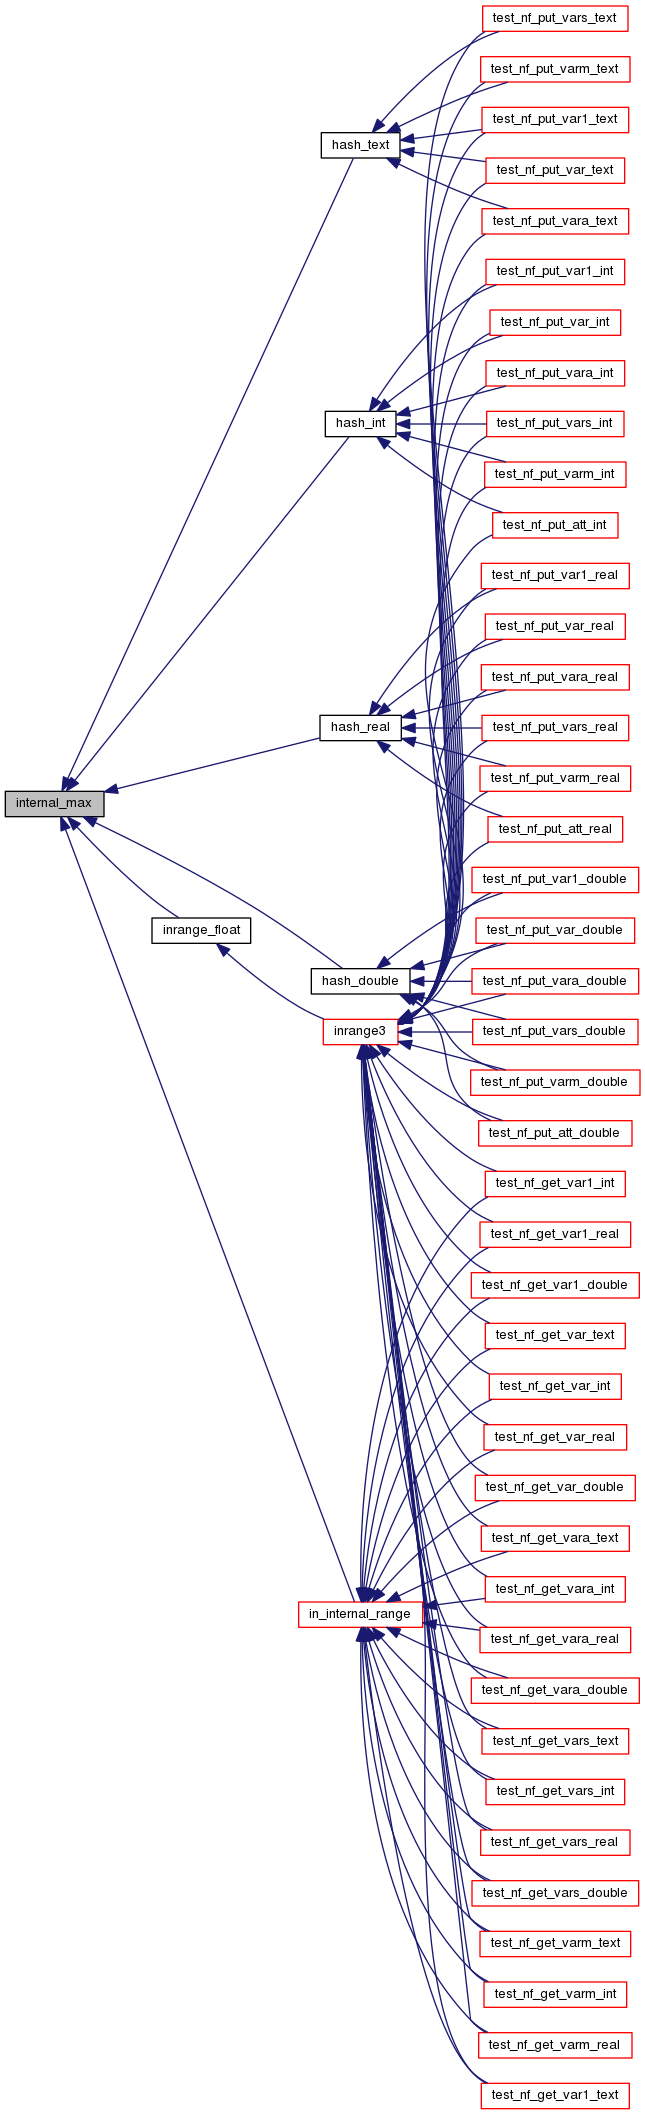 test_nf_put_vars_text
test_nf_put_varm_text
test_nf_put_var1_text
hash_text
test_nf_put_var_text
test_nf_put_vara_text
test_nf_put_var1_int
test_nf_put_var_int
test_nf_put_vara_int
hash_int
test_nf_put_vars_int
test_nf_put_varm_int
test_nf_put_att_int
test_nf_put_var1_real
test_nf_put_var_real
test_nf_put_vara_real
hash_real
test_nf_put_vars_real
test_nf_put_varm_real
internal_max
test_nf_put_att_real
test_nf_put_var1_double
inrange_float
test_nf_put_var_double
hash_double
test_nf_put_vara_double
inrange3
test_nf_put_vars_double
test_nf_put_varm_double
test_nf_put_att_double
test_nf_get_var1_int
test_nf_get_var1_real
test_nf_get_var1_double
test_nf_get_var_text
test_nf_get_var_int
test_nf_get_var_real
test_nf_get_var_double
test_nf_get_vara_text
test_nf_get_vara_int
in_internal_range
test_nf_get_vara_real
test_nf_get_vara_double
test_nf_get_vars_text
test_nf_get_vars_int
test_nf_get_vars_real
test_nf_get_vars_double
test_nf_get_varm_text
test_nf_get_varm_int
test_nf_get_varm_real
test_nf_get_var1_text